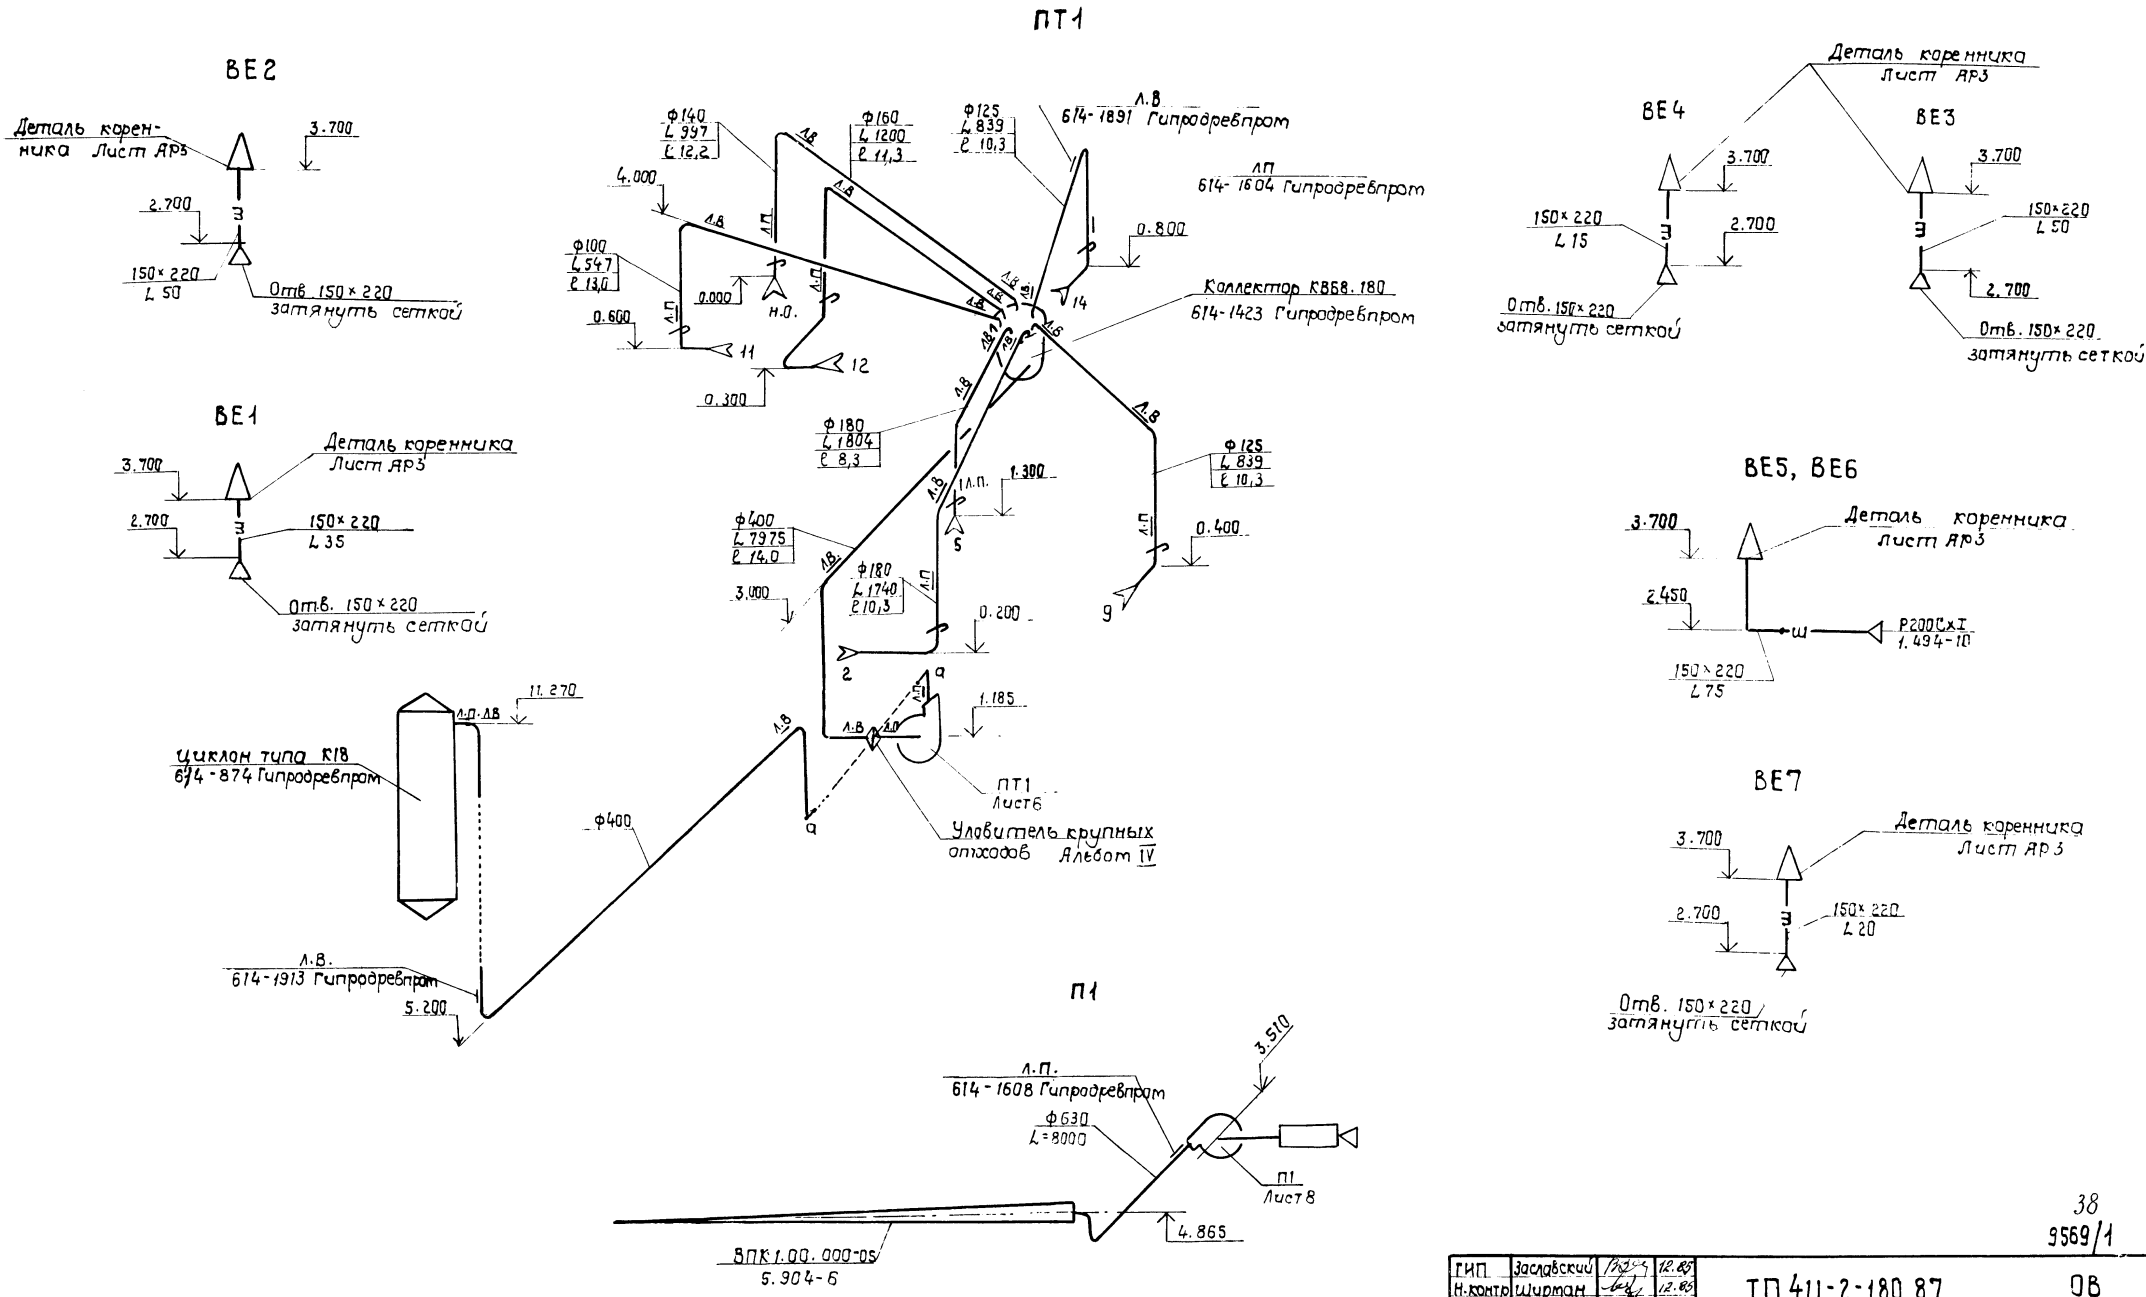 ПТ1
ВЕ2
Деталь корен-
ника Лист АР3
3.700
2.700
150×220
L 50
Отв. 150×220
затянуть сеткой
ВЕ1
Деталь коренника
Лист АР3
3.700
2.700
150×220
L 35
Отв. 150×220
затянуть сеткой
ф140
L 997
ℓ 12,2
ф160
L 1200
ℓ 11,3
ф125
L 839
ℓ 10,3
Л.В
614-1891 Гипродревпром
ЛП
614-1604 Гипродревпром
4.000
Л.В
Л.В
Л.В
ф100
L 547
ℓ 13,0
Л.П
Л.П
Л.П
0.800
0.000
н.о.
14
0.600
11
12
0.300
Л.В
Л.В
Л.В
Л.В
Коллектор КВБ8.180
614-1423 Гипродревпром
Л.В
Л.В
Л.В
ф180
L 1804
ℓ 8,3
Л.В
ф125
L 839
ℓ 10,3
Л.В
Л.П.
1.300
5
Л.П
0.400
9
ф400
L 7975
ℓ 14,0
Л.В.
3.000
ф180
L 1740
ℓ 10,3
Л.П
0.200
2
а
Л.П
1.185
Л.В
Л.П
ПТ1
Лист6
Уловитель крупных
отходов Альбом IV
11.270
Л.П. ЛВ
Циклон типа К18
614-874 Гипродревпром
Л.В
а
ф400
Л.В.
614-1913 Гипродревпром
5.200
П1
3.510
Л.П.
614-1608 Гипродревпром
ф630
L=8000
П1
Лист 8
4.865
ВПК1.00.000-05
5.904-6
Деталь коренника
Лист АР3
ВЕ4
3.700
150×220
L 15
2.700
Отв. 150×220
затянуть сеткой
ВЕ3
3.700
150×220
L 50
2.700
Отв. 150×220
затянуть сеткой
ВЕ5, ВЕ6
Деталь коренника
Лист АР3
3.700
2.450
Р200СхI
1.494-10
150×220
L 75
ВЕ7
Деталь коренника
Лист АР3
3.700
2.700
150×220
L 20
Отв. 150×220
затянуть сеткой
38
9569/1
ГИП Заславский 12.85
Н.контр Ширман 12.85
ТП 411-2-180.87 ОВ